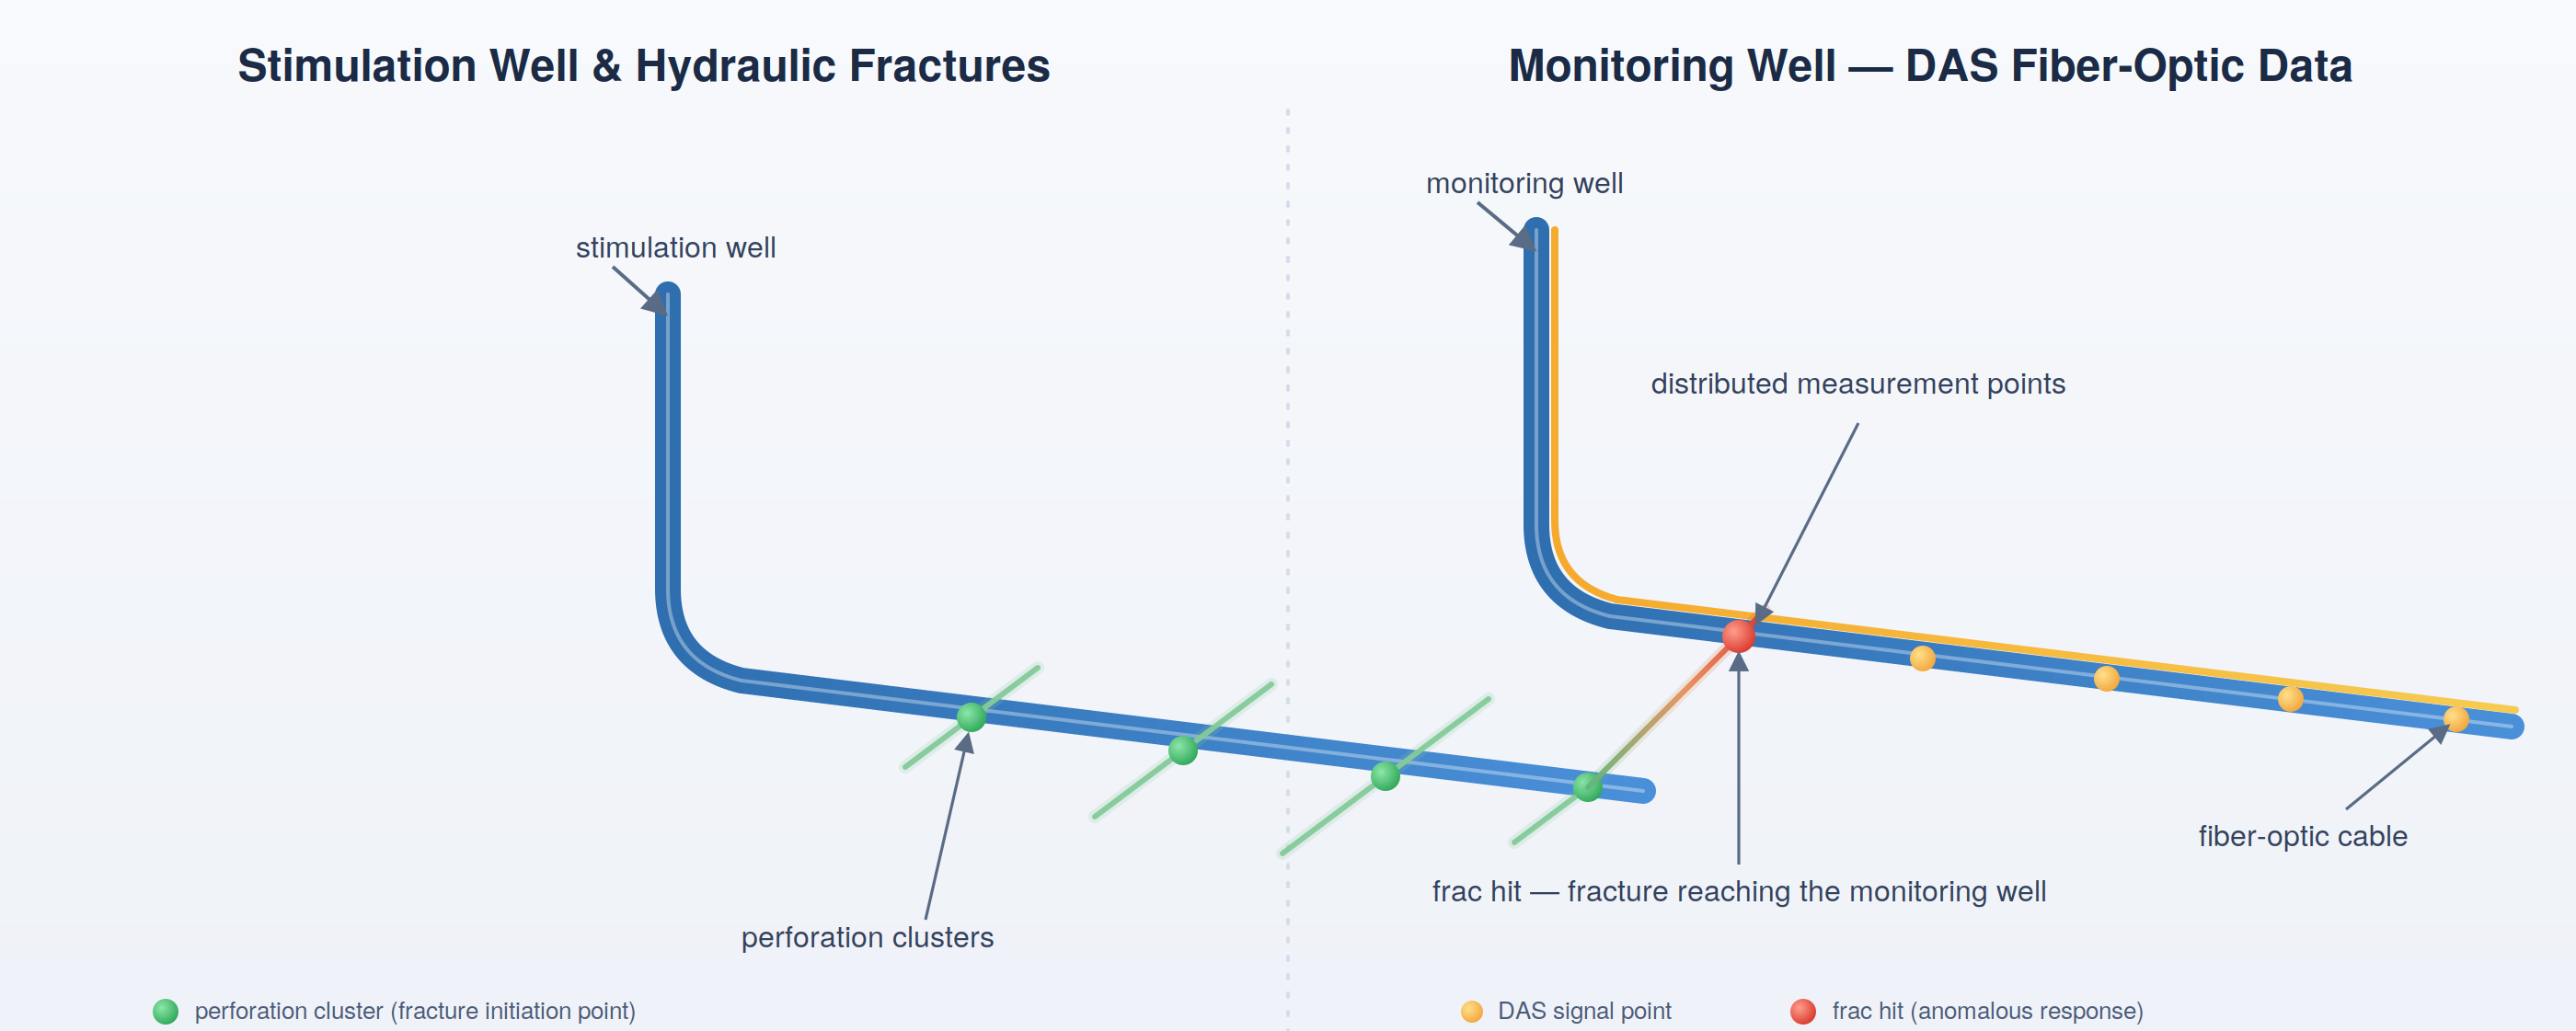 Stimulation Well & Hydraulic Fractures
Monitoring Well — DAS Fiber-Optic Data
monitoring well
stimulation well
distributed measurement points
fiber-optic cable
frac hit — fracture reaching the monitoring well
perforation clusters
perforation cluster (fracture initiation point)
DAS signal point
frac hit (anomalous response)